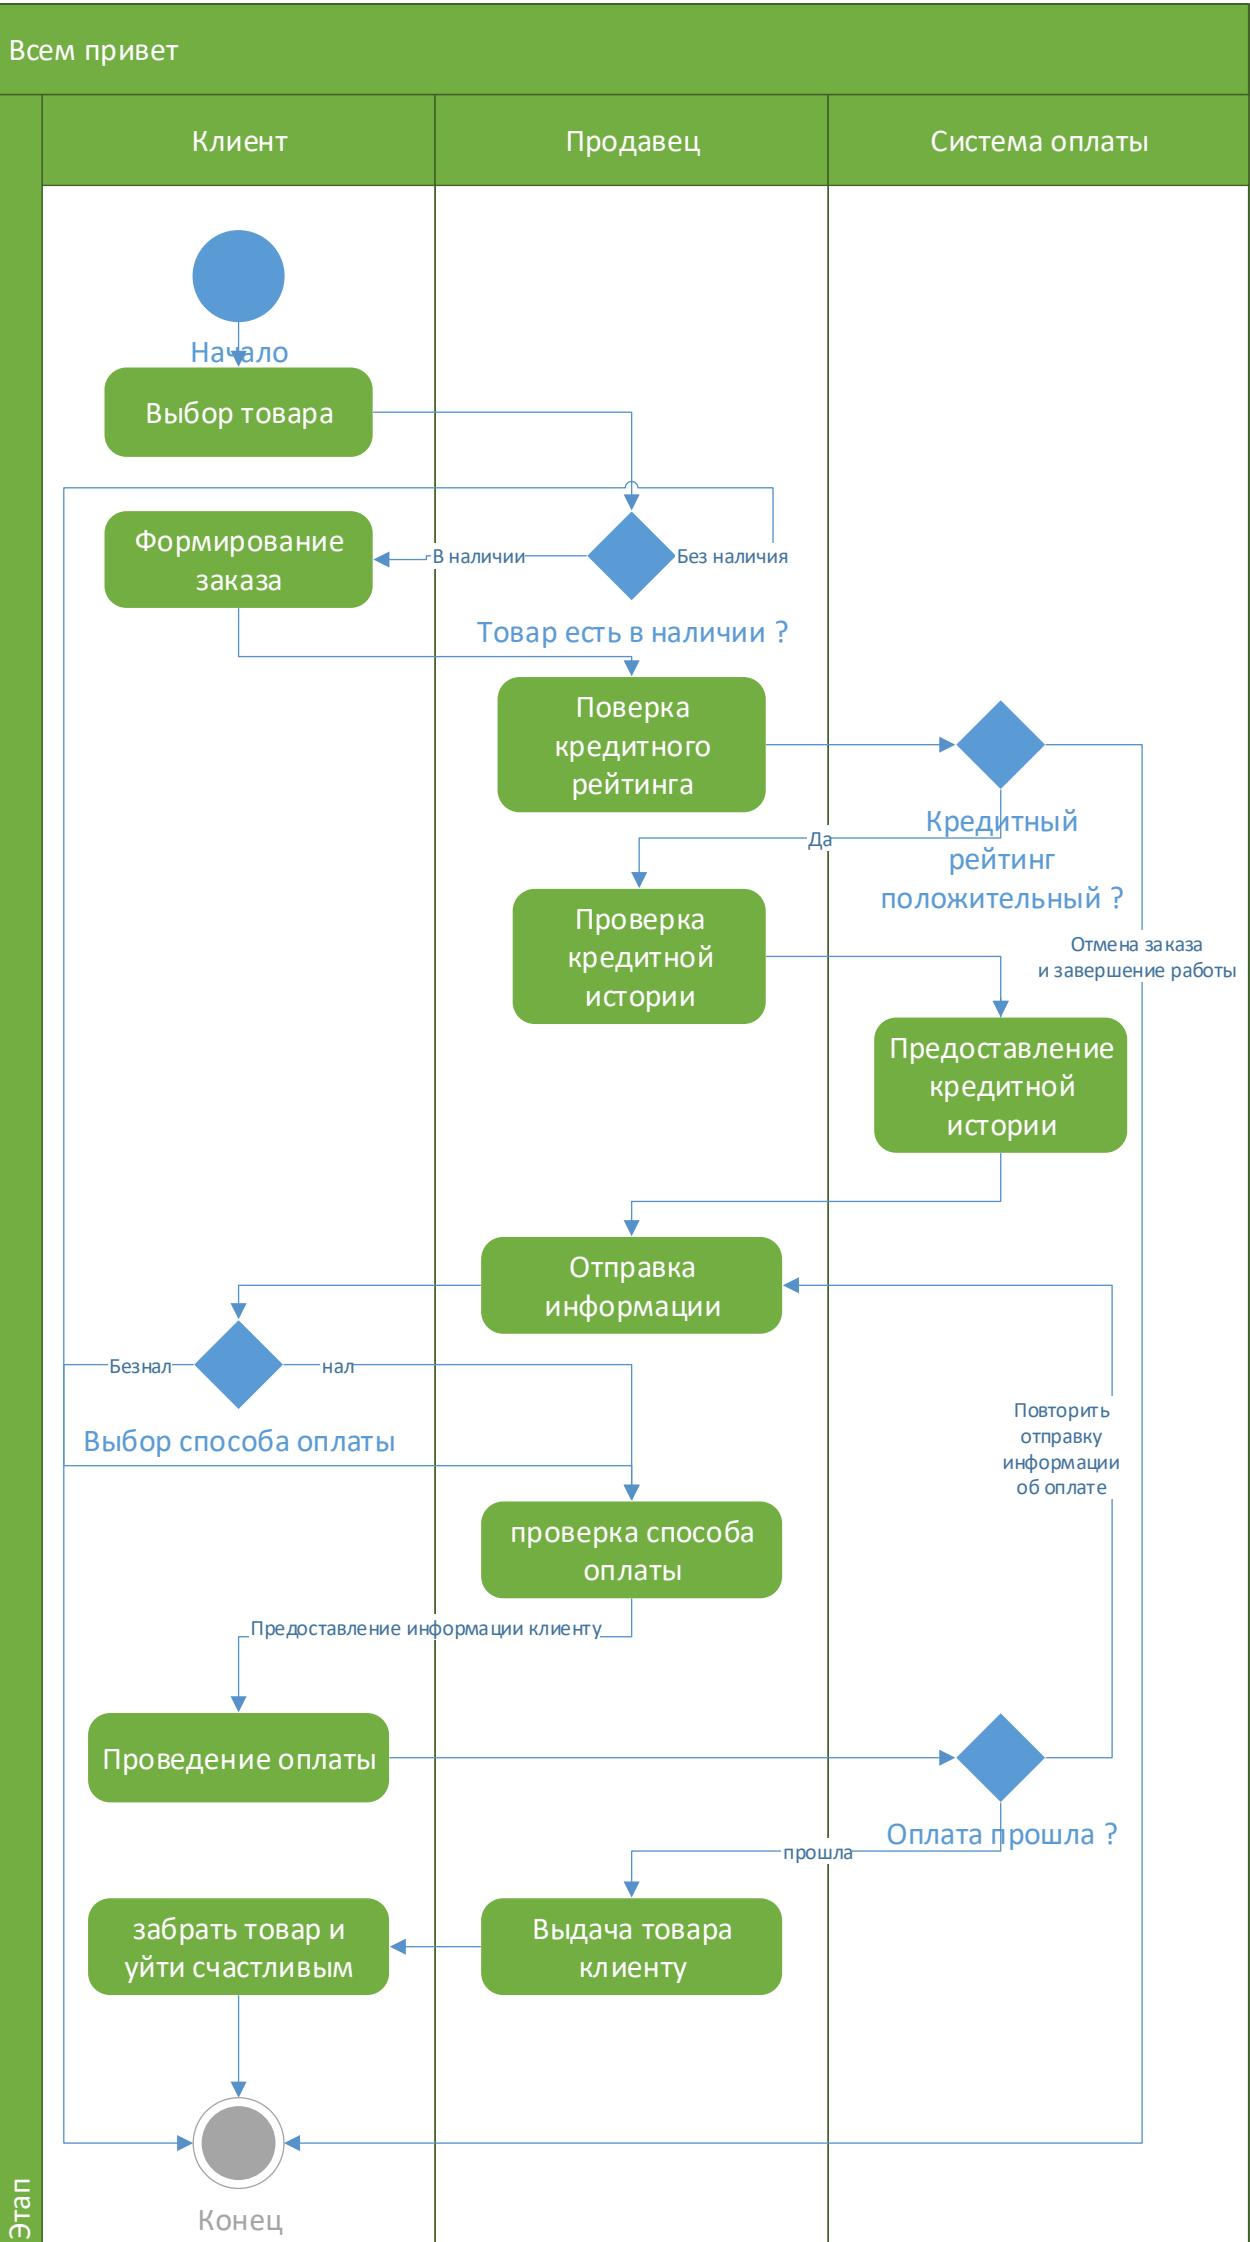 Всем привет
Клиент
Продавец
Система оплаты
Начало
Выбор товара
Формирование
заказа
В наличии
Без наличия
Товар есть в наличии ?
Поверка
кредитного
рейтинга
Кредитный
рейтинг
положительный ?
Да
Проверка
кредитной
истории
Отмена заказа
и завершение работы
Предоставление
кредитной
истории
Отправка
информации
Безнал
нал
Выбор способа оплаты
Повторить
отправку
информации
об оплате
проверка способа
оплаты
Предоставление информации клиенту
Проведение оплаты
Оплата прошла ?
прошла
забрать товар и
уйти счастливым
Выдача товара
клиенту
Конец
Этап